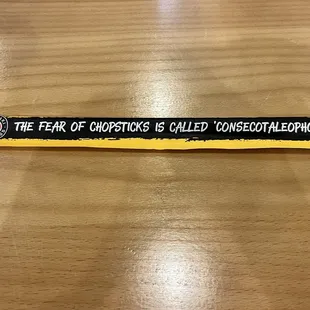 THE FEAR OF CHOPSTICKS IS CALLED 'CONSECOTALEOPHO